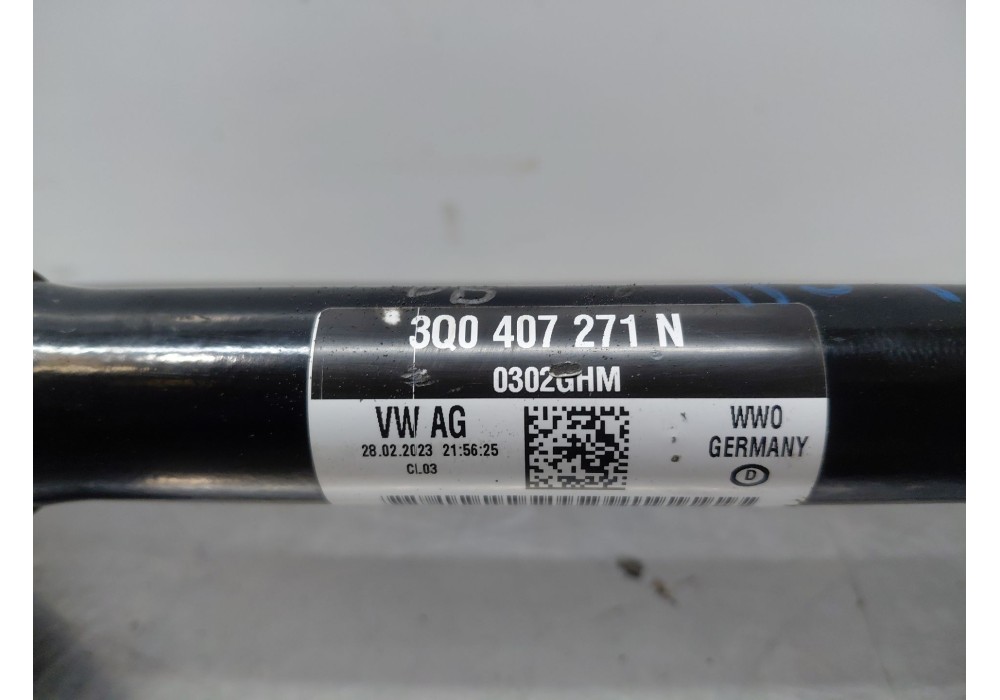 3Q0 407 271 N
0302GHM
VW AG
28.02.2023 21:56:25
CL03
WWO
GERMANY
D